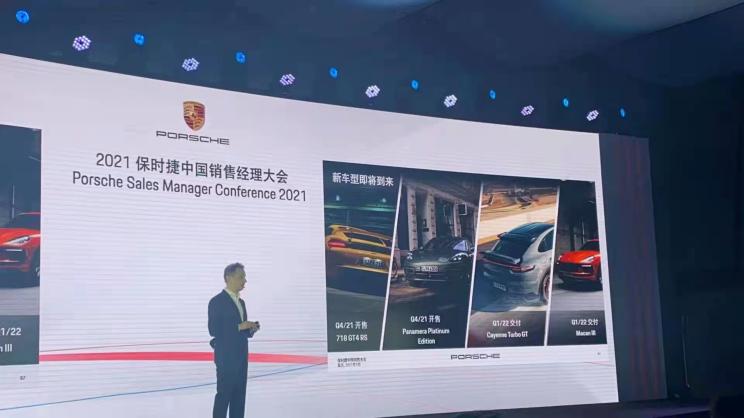 PORSCHE
2021 保时捷中国销售经理大会
Porsche Sales Manager Conference 2021
新车型即将到来
1/22
n III
Q4/21 开售
718 GT4 RS
Q4/21 开售
Panamera Platinum
Edition
Q1/22 交付
Cayenne Turbo GT
Q1/22 交付
Macan III
PORSCHE